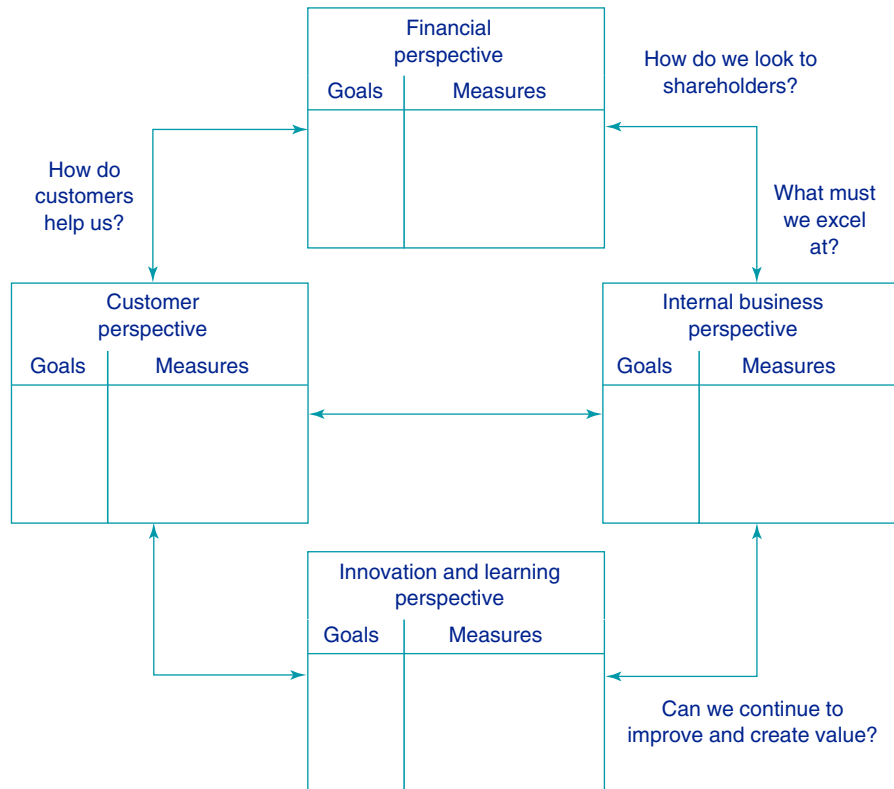 Financial
perspective
Goals
Measures
How do we look to
shareholders?
How do
customers
help us?
What must
we excel
at?
Customer
perspective
Goals
Measures
Internal business
perspective
Goals
Measures
Innovation and learning
perspective
Goals
Measures
Can we continue to
improve and create value?